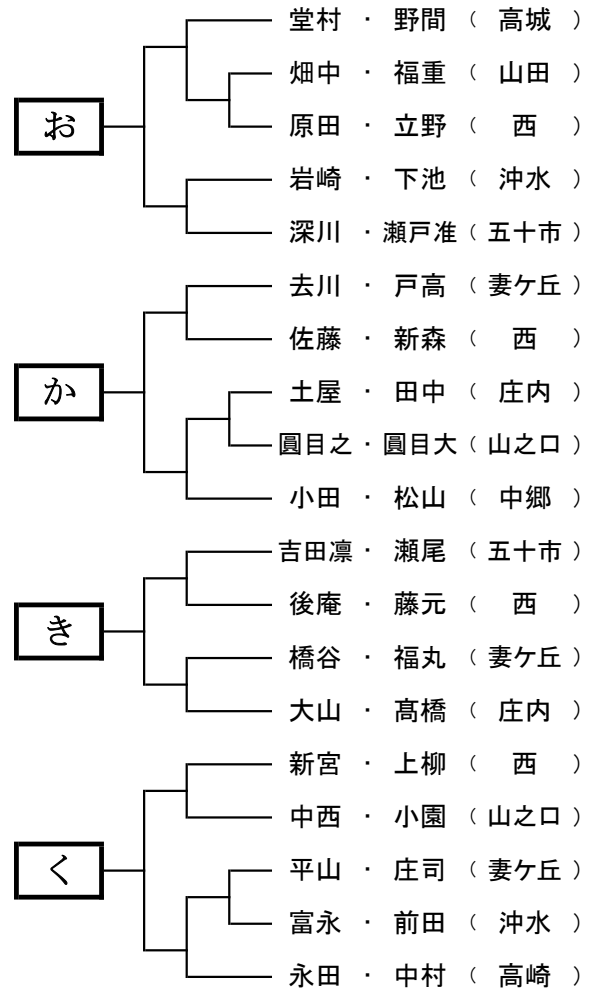 堂村 ・ 野間 （ 高城 ）
畑中 ・ 福重 （ 山田 ）
お
原田 ・ 立野 （ 西 ）
岩崎 ・ 下池 （ 沖水 ）
深川 ・ 瀬戸准 （ 五十市 ）
去川 ・ 戸高 （ 妻ケ丘 ）
佐藤 ・ 新森 （ 西 ）
か
土屋 ・ 田中 （ 庄内 ）
圓目之 ・ 圓目大 （ 山之口 ）
小田 ・ 松山 （ 中郷 ）
吉田凛 ・ 瀬尾 （ 五十市 ）
後庵 ・ 藤元 （ 西 ）
き
橋谷 ・ 福丸 （ 妻ケ丘 ）
大山 ・ 髙橋 （ 庄内 ）
新宮 ・ 上柳 （ 西 ）
中西 ・ 小園 （ 山之口 ）
く
平山 ・ 庄司 （ 妻ケ丘 ）
富永 ・ 前田 （ 沖水 ）
永田 ・ 中村 （ 高崎 ）